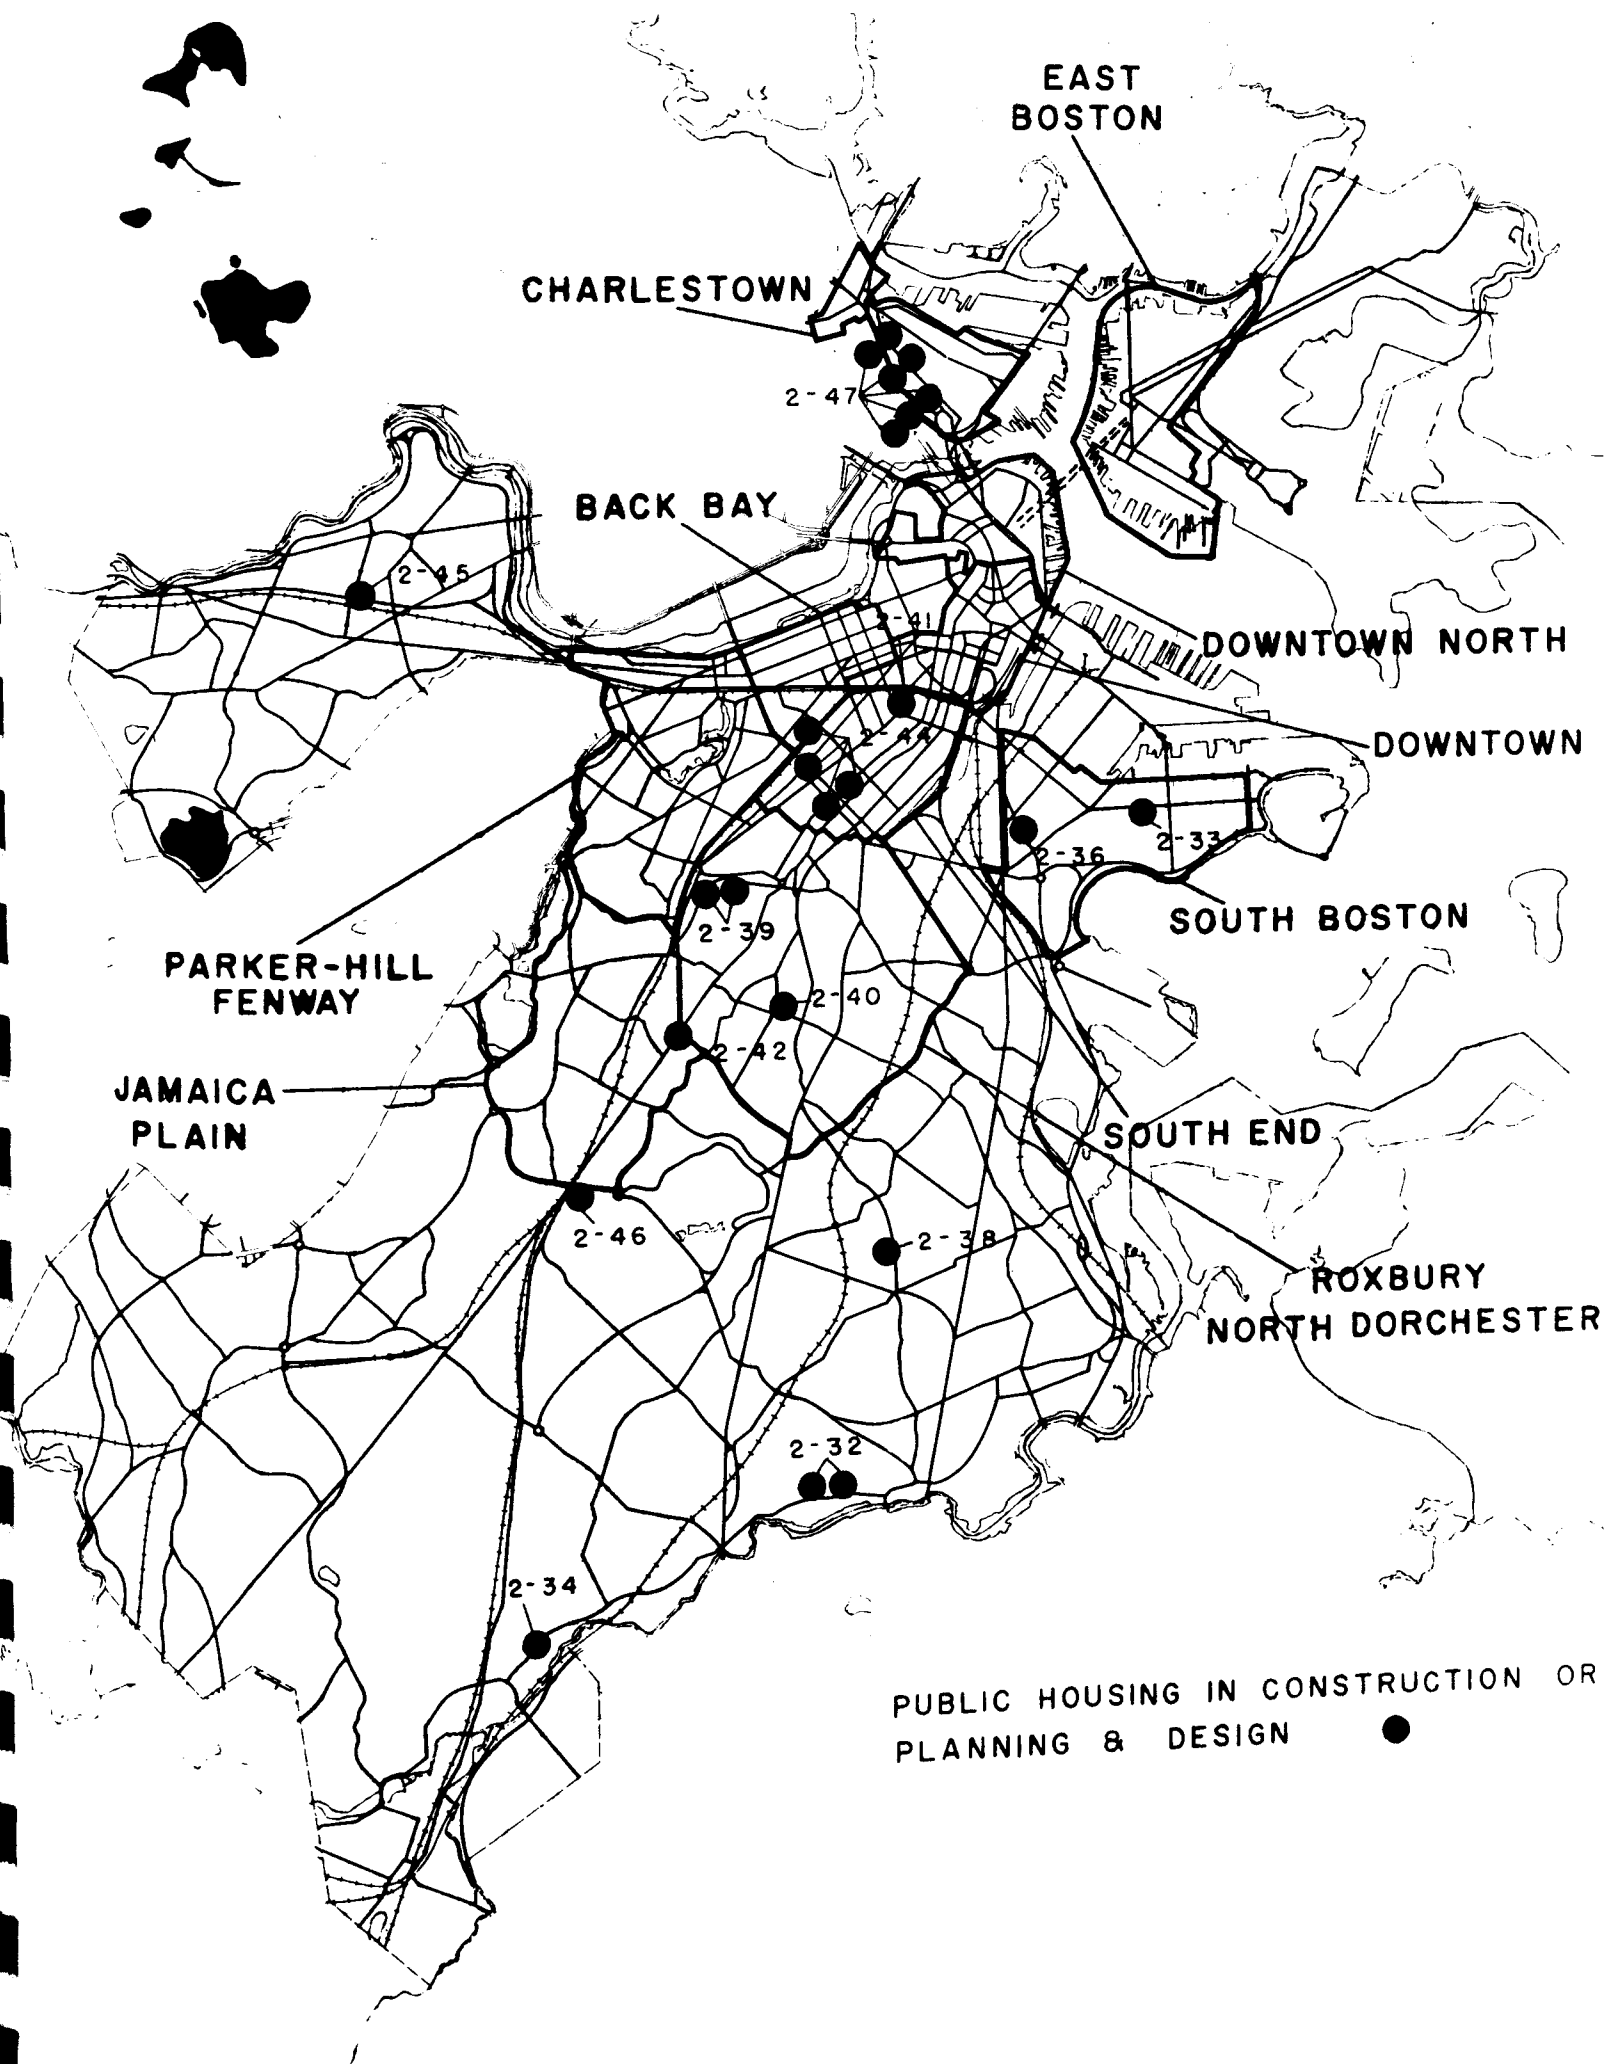 EAST
BOSTON
CHARLESTOWN
2-47
BACK BAY
2-45
2-41
DOWNTOWN NORTH
2-44
DOWNTOWN
2-33
2-36
SOUTH BOSTON
2-39
PARKER-HILL
FENWAY
2-40
2-42
JAMAICA
PLAIN
SOUTH END
2-46
2-38
ROXBURY
NORTH DORCHESTER
2-32
2-34
PUBLIC HOUSING IN CONSTRUCTION OR
PLANNING & DESIGN